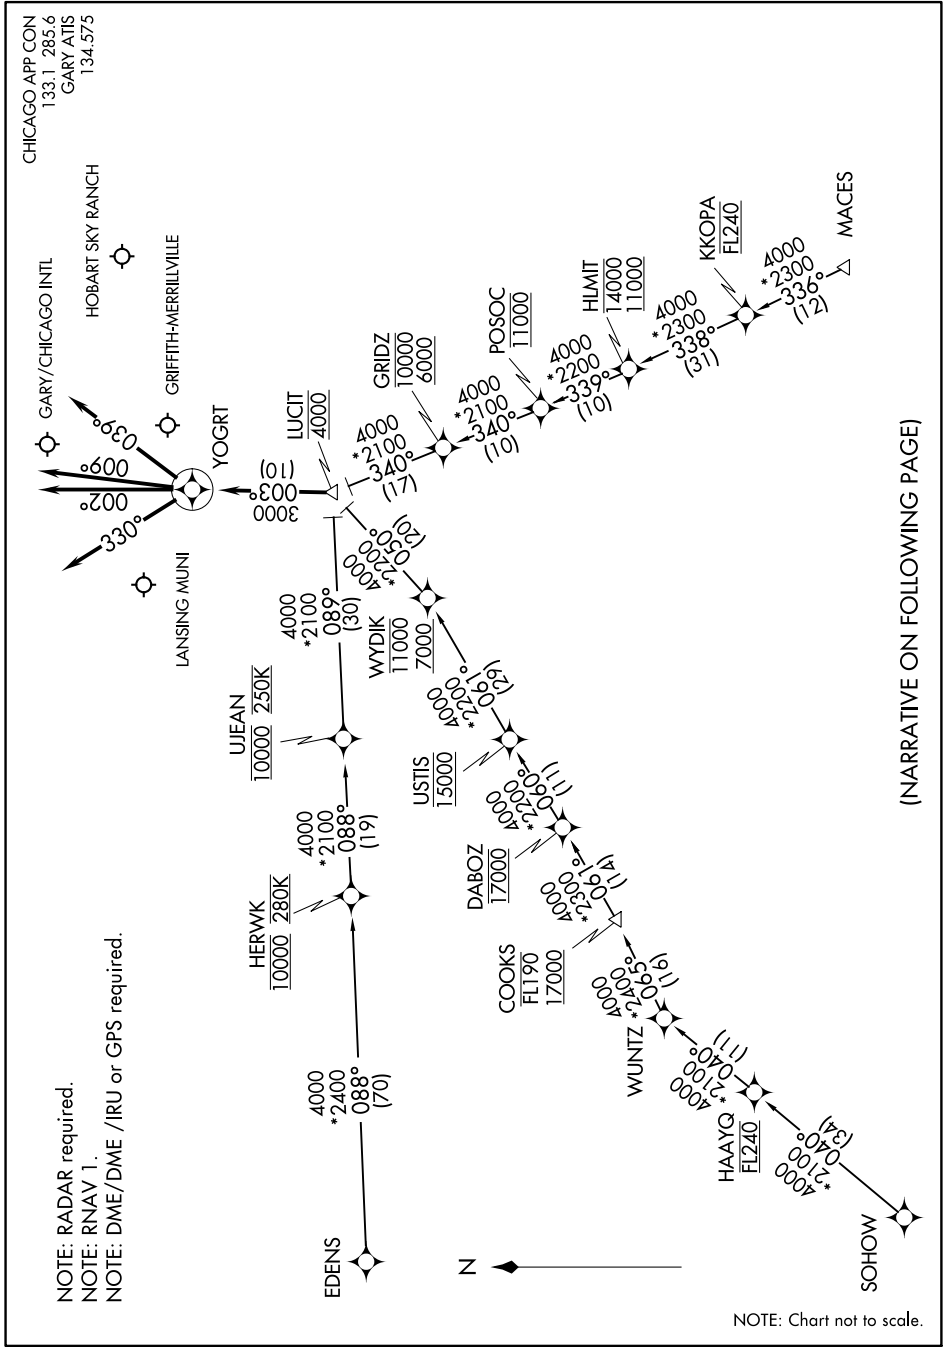 CHICAGO APP CON
133.1 285.6
GARY ATIS
134.575
NOTE: RADAR required.
NOTE: RNAV 1.
NOTE: DME/DME /IRU or GPS required.
GARY/CHICAGO INTL
HOBART SKY RANCH
GRIFFITH-MERRILLVILLE
LANSING MUNI
330°
002°
009°
039°
YOGRT
3000
003°
(10)
LUCIT
4000
EDENS
4000
*2400
088°
(70)
HERWK
10000 280K
4000
*2100
088°
(19)
UJEAN
10000 250K
4000
*2100
089°
(30)
SOHOW
4000
*2100
040°
(34)
HAAYQ
FL240
4000
*2100
040°
(11)
WUNTZ
4000
*2400
065°
(16)
COOKS
FL190
17000
4000
*2300
061°
(14)
DABOZ
17000
4000
*2200
060°
(11)
USTIS
15000
4000
*2200
061°
(29)
WYDIK
11000
7000
4000
*2200
050°
(20)
4000
*2100
340°
(17)
GRIDZ
10000
6000
4000
*2100
340°
(10)
POSOC
11000
4000
*2200
339°
(10)
HLMIT
14000
11000
4000
*2300
338°
(31)
KKOPA
FL240
4000
*2300
336°
(12)
MACES
N
(NARRATIVE ON FOLLOWING PAGE)
NOTE: Chart not to scale.